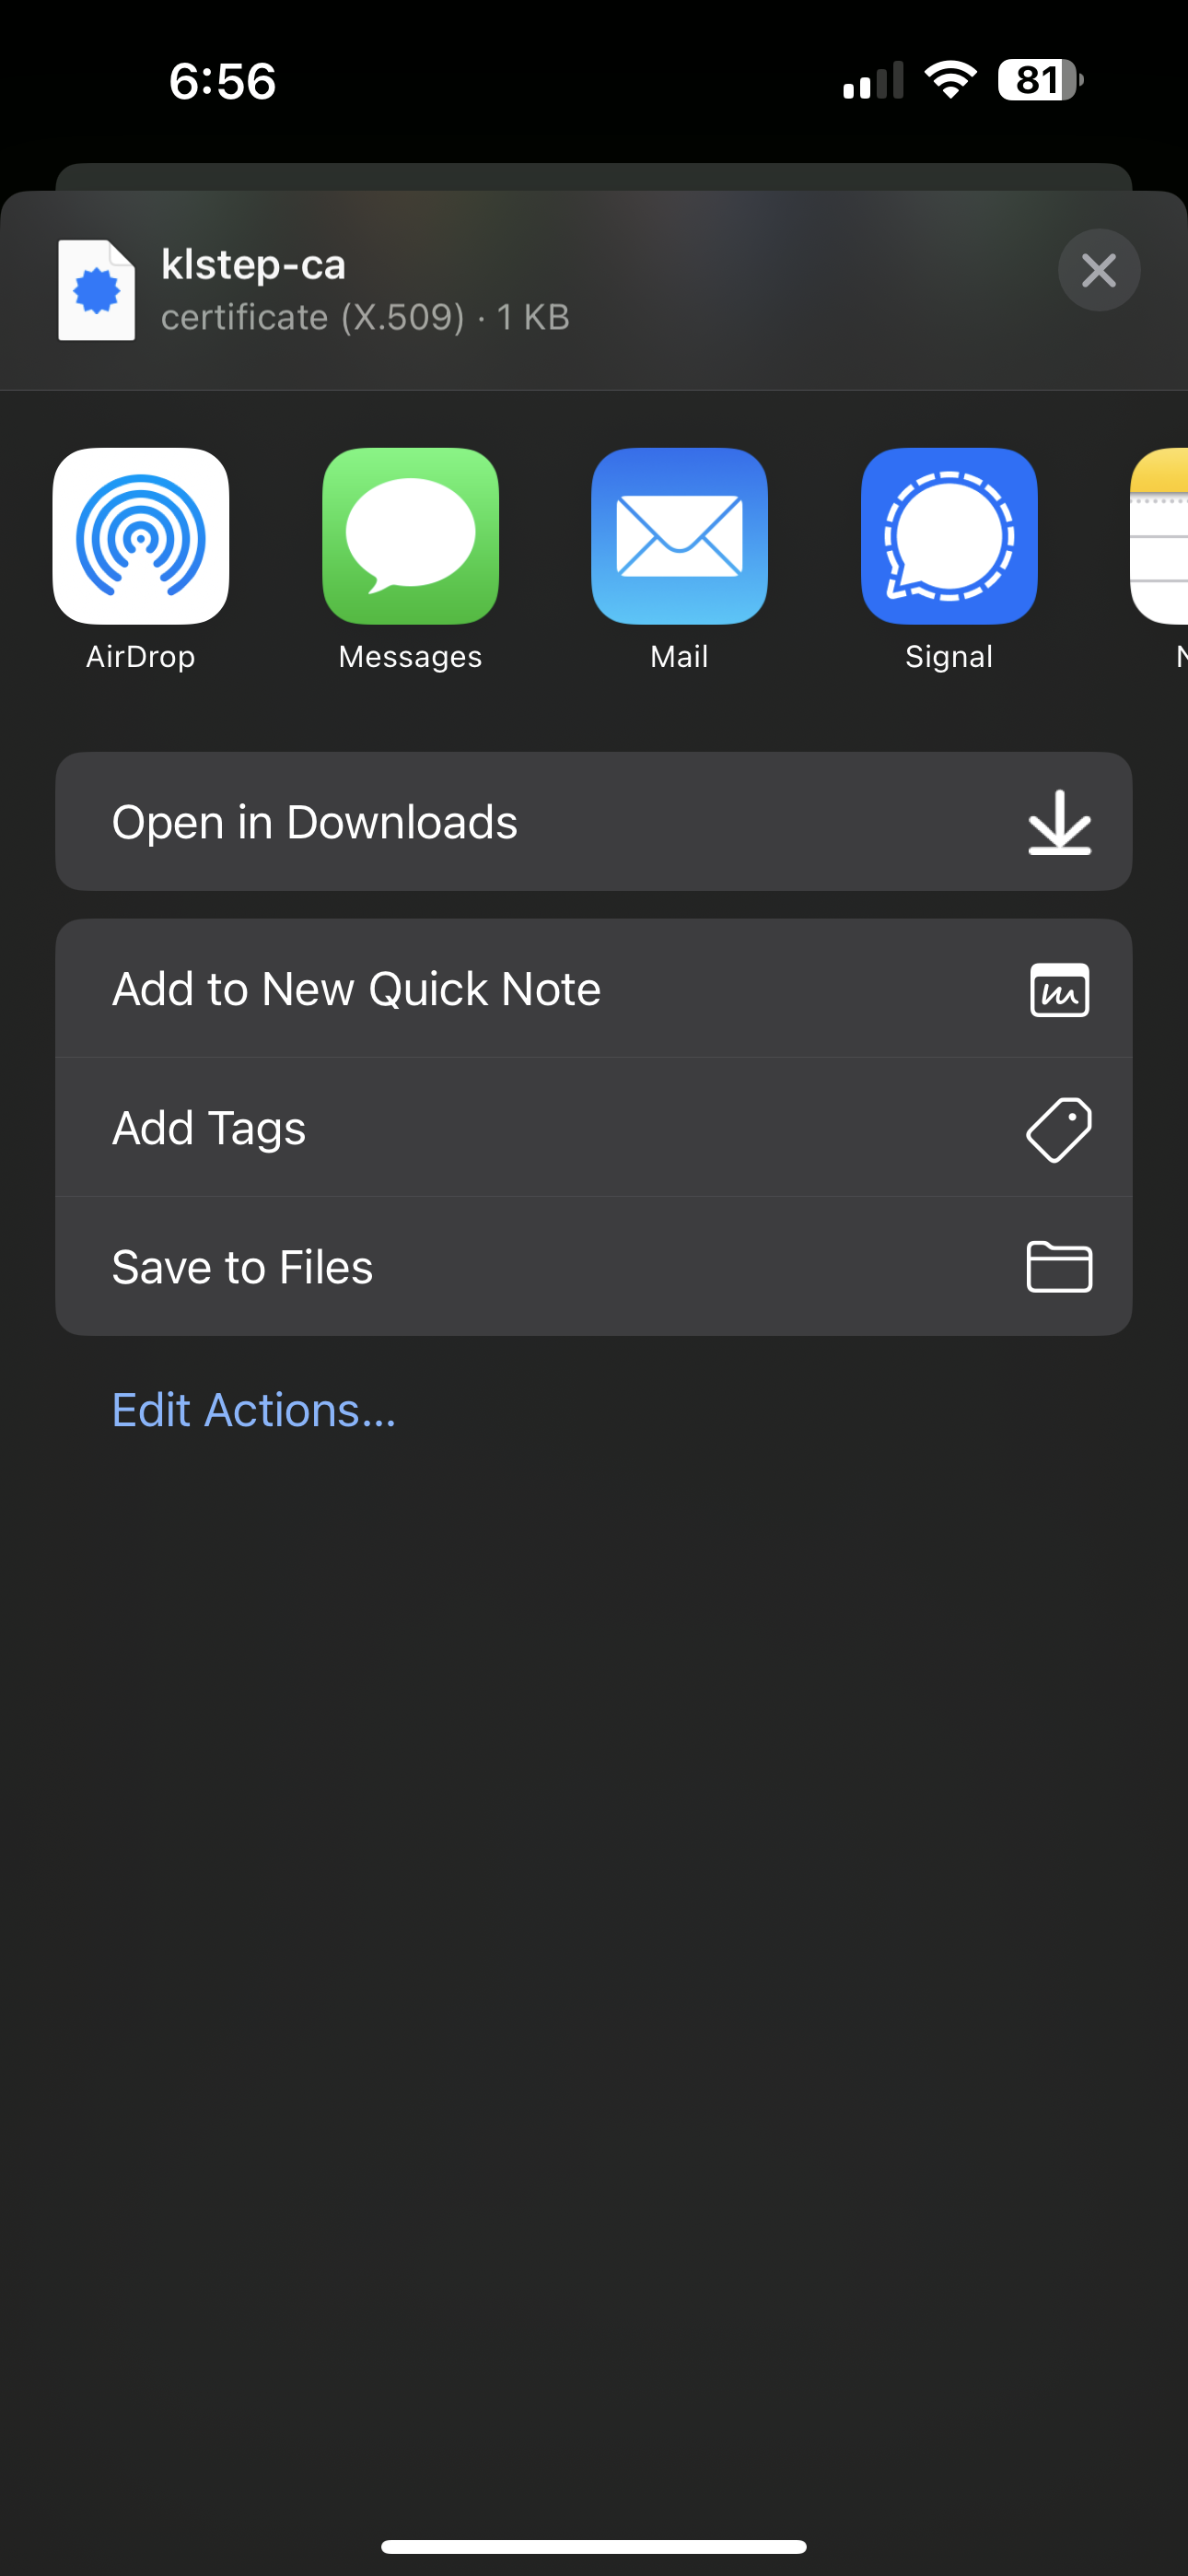 6:56
81
klstep-ca
certificate (X.509) · 1 KB
AirDrop
Messages
Mail
Signal
N
Open in Downloads
Add to New Quick Note
Add Tags
Save to Files
Edit Actions...